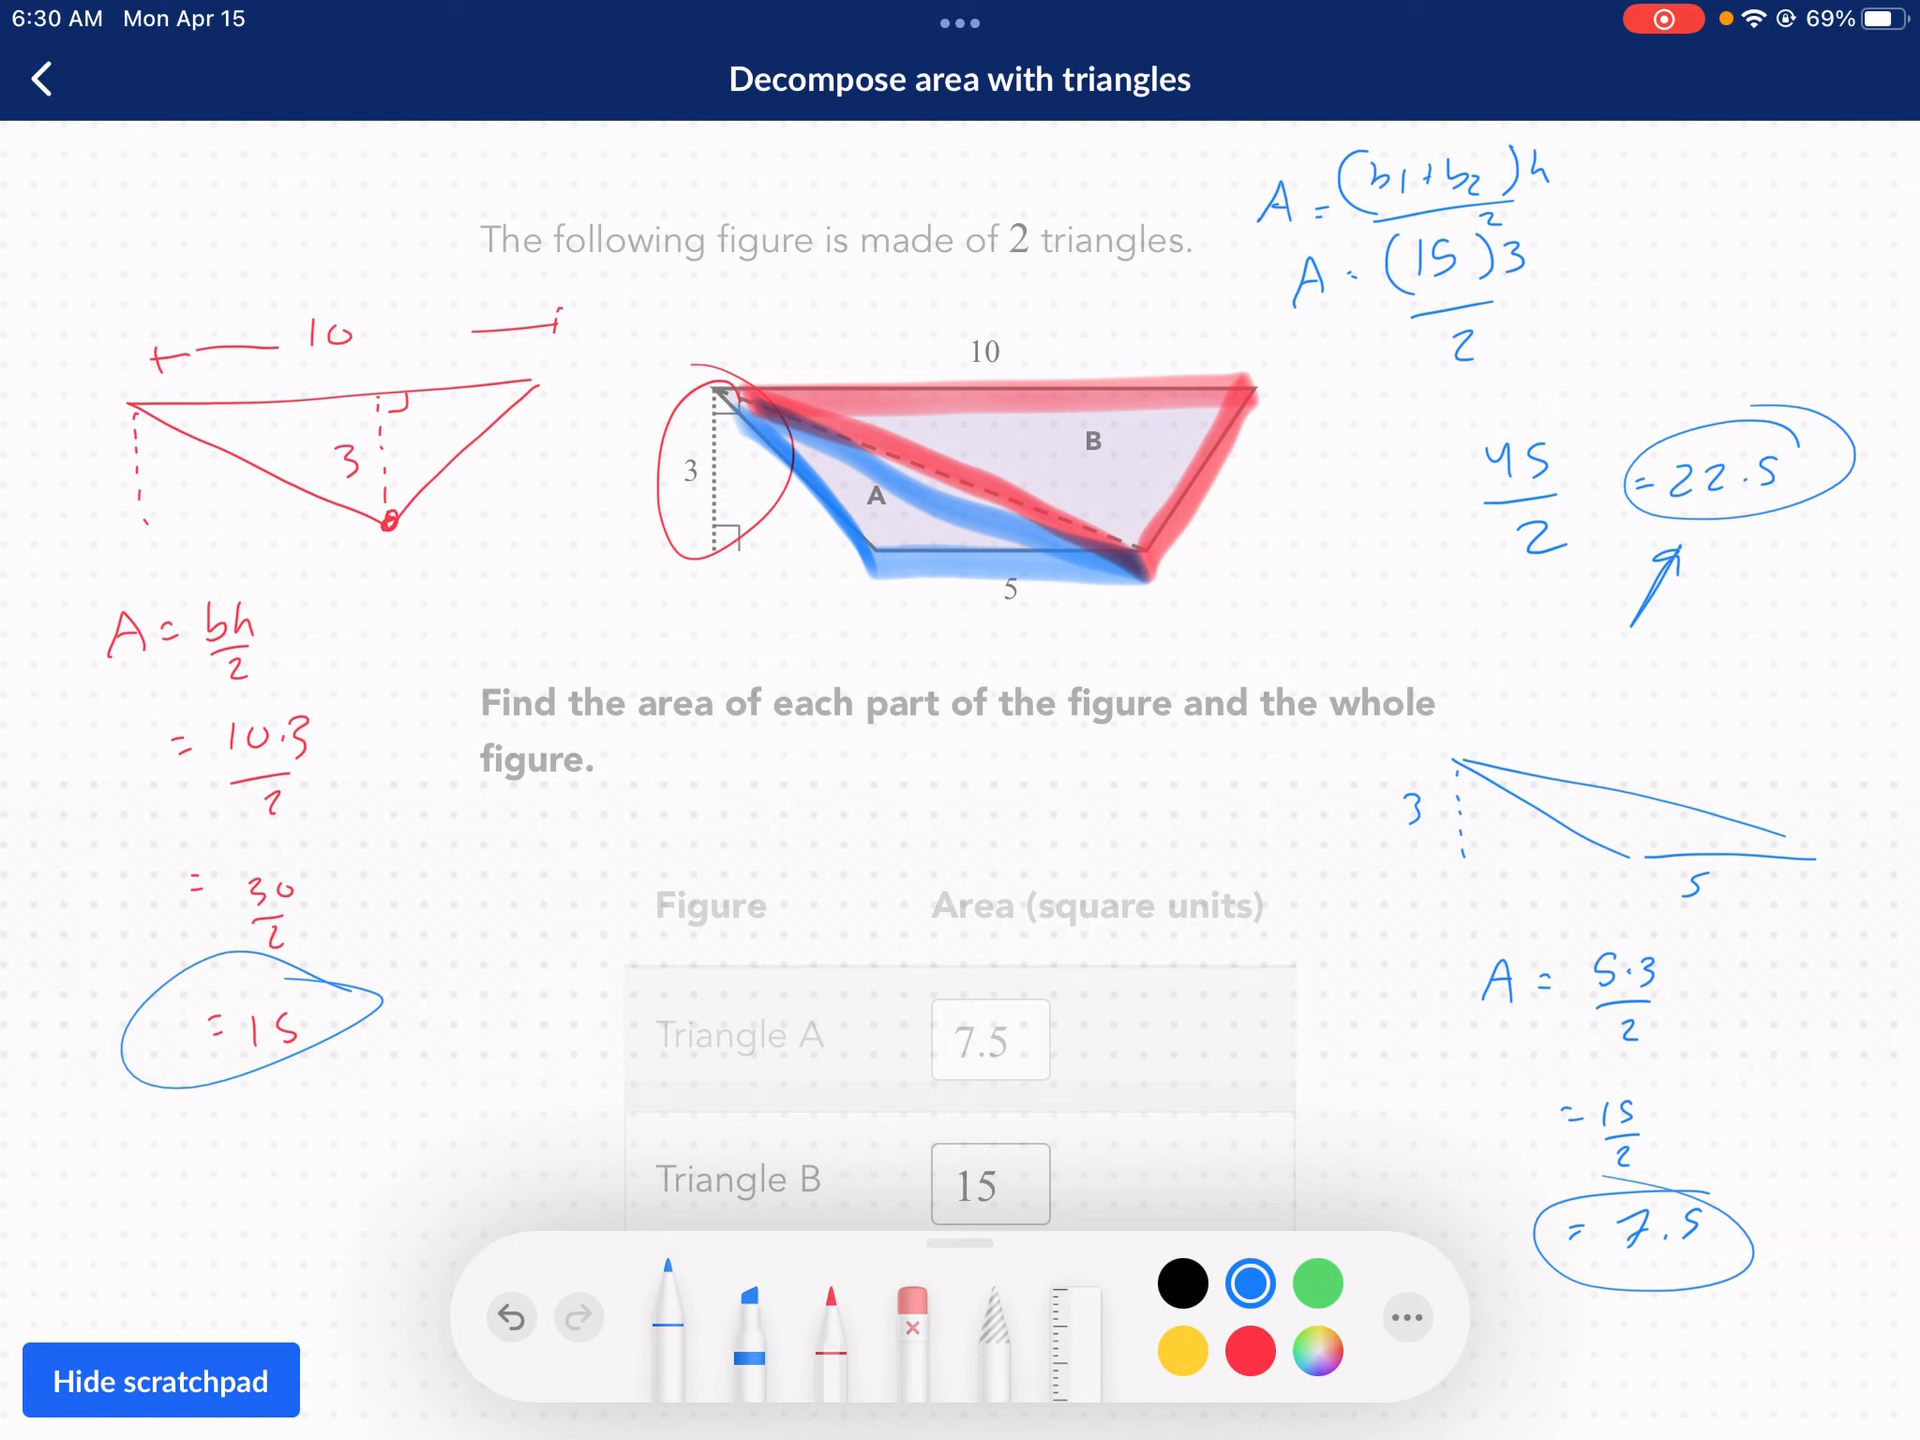 6:30 AM Mon Apr 15
69%
Decompose area with triangles
The following figure is made of 2 triangles.
A = (b1+b2)h
2
A = (15)3
2
45
2
= 22.5
10
3
A = bh
2
= 10.3
2
= 30
2
= 15
10
3
A
B
5
Find the area of each part of the figure and the whole
figure.
3
5
A = 5.3
2
= 15
2
= 7.5
Figure Area (square units)
Triangle A 7.5
Triangle B 15
Hide scratchpad